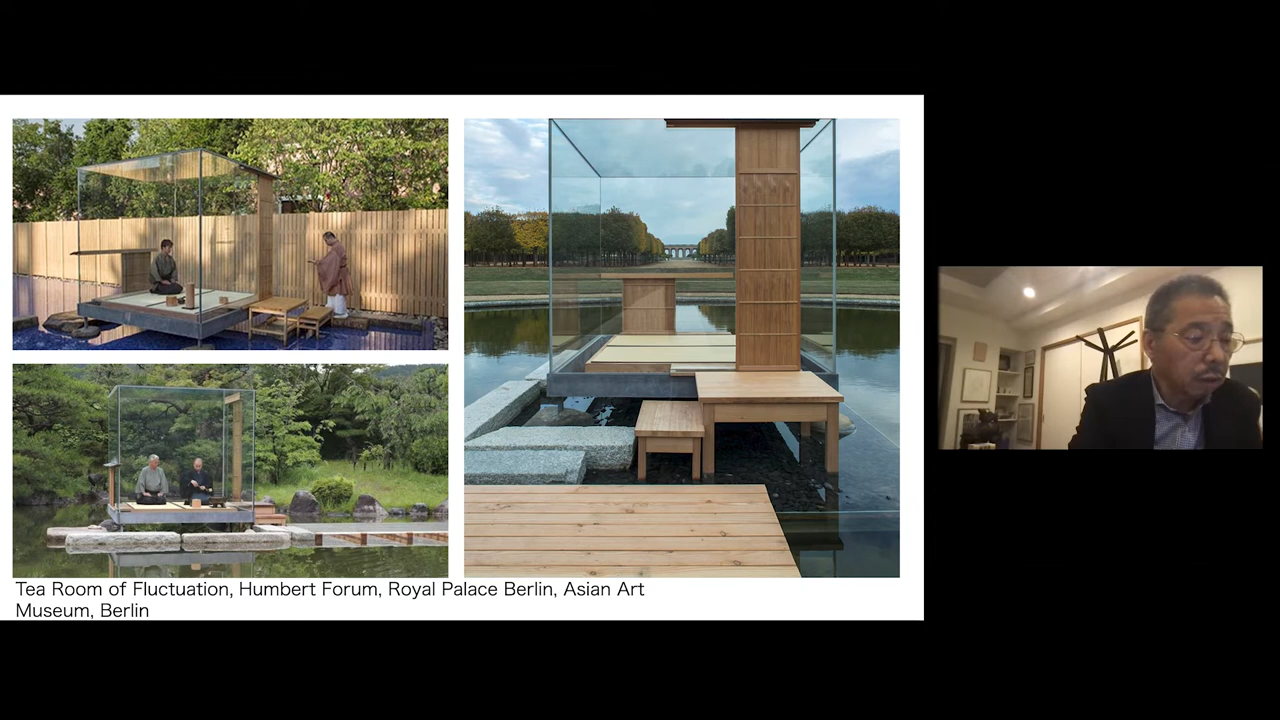 Tea Room of Fluctuation, Humbert Forum, Royal Palace Berlin, Asian Art
Museum, Berlin